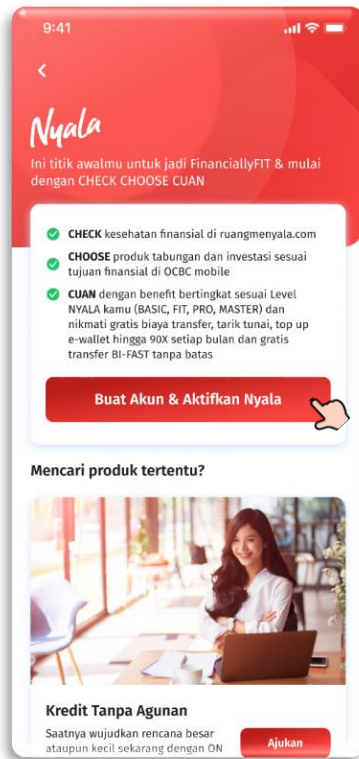 9:41
Nyala
Ini titik awalmu untuk jadi FinanciallyFIT & mulai
dengan CHECK CHOOSE CUAN
CHECK kesehatan finansial di ruangmenyala.com
CHOOSE produk tabungan dan investasi sesuai
tujuan finansial di OCBC mobile
CUAN dengan benefit bertingkat sesuai Level
NYALA kamu (BASIC, FIT, PRO, MASTER) dan
nikmati gratis biaya transfer, tarik tunai, top up
e-wallet hingga 90X setiap bulan dan gratis
transfer BI-FAST tanpa batas
Buat Akun & Aktifkan Nyala
Mencari produk tertentu?
Kredit Tanpa Agunan
Saatnya wujudkan rencana besar
ataupun kecil sekarang dengan ON
Ajukan